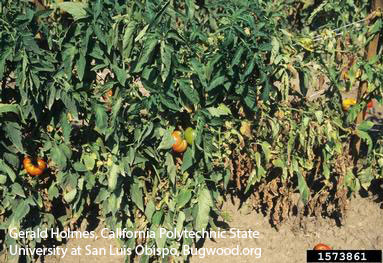 Gerald Holmes, California Polytechnic State
University at San Luis Obispo, Bugwood.org
1573861